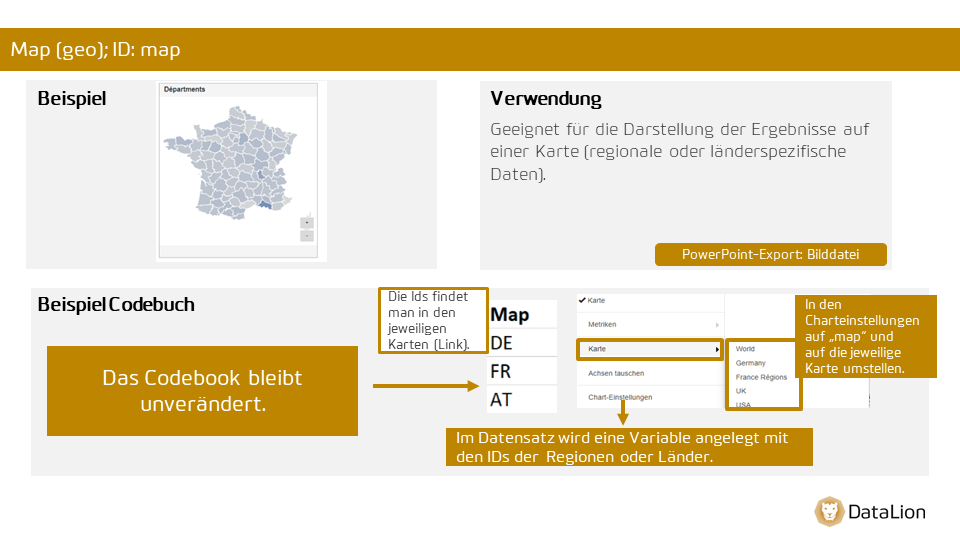 Map (geo); ID: map
Beispiel
Départments
+
-
Verwendung
Geeignet für die Darstellung der Ergebnisse auf
einer Karte (regionale oder länderspezifische
Daten).
PowerPoint-Export: Bilddatei
Beispiel Codebuch
Das Codebook bleibt
unverändert.
Die Ids findet
man in den
jeweiligen
Karten (Link).
Map
DE
FR
AT
Karte
Metriken
Karte
Achsen tauschen
Chart-Einstellungen
World
Germany
France Régions
UK
USA
In den
Charteinstellungen
auf „map“ und
auf die jeweilige
Karte umstellen.
Im Datensatz wird eine Variable angelegt mit
den IDs der Regionen oder Länder.
DataLion